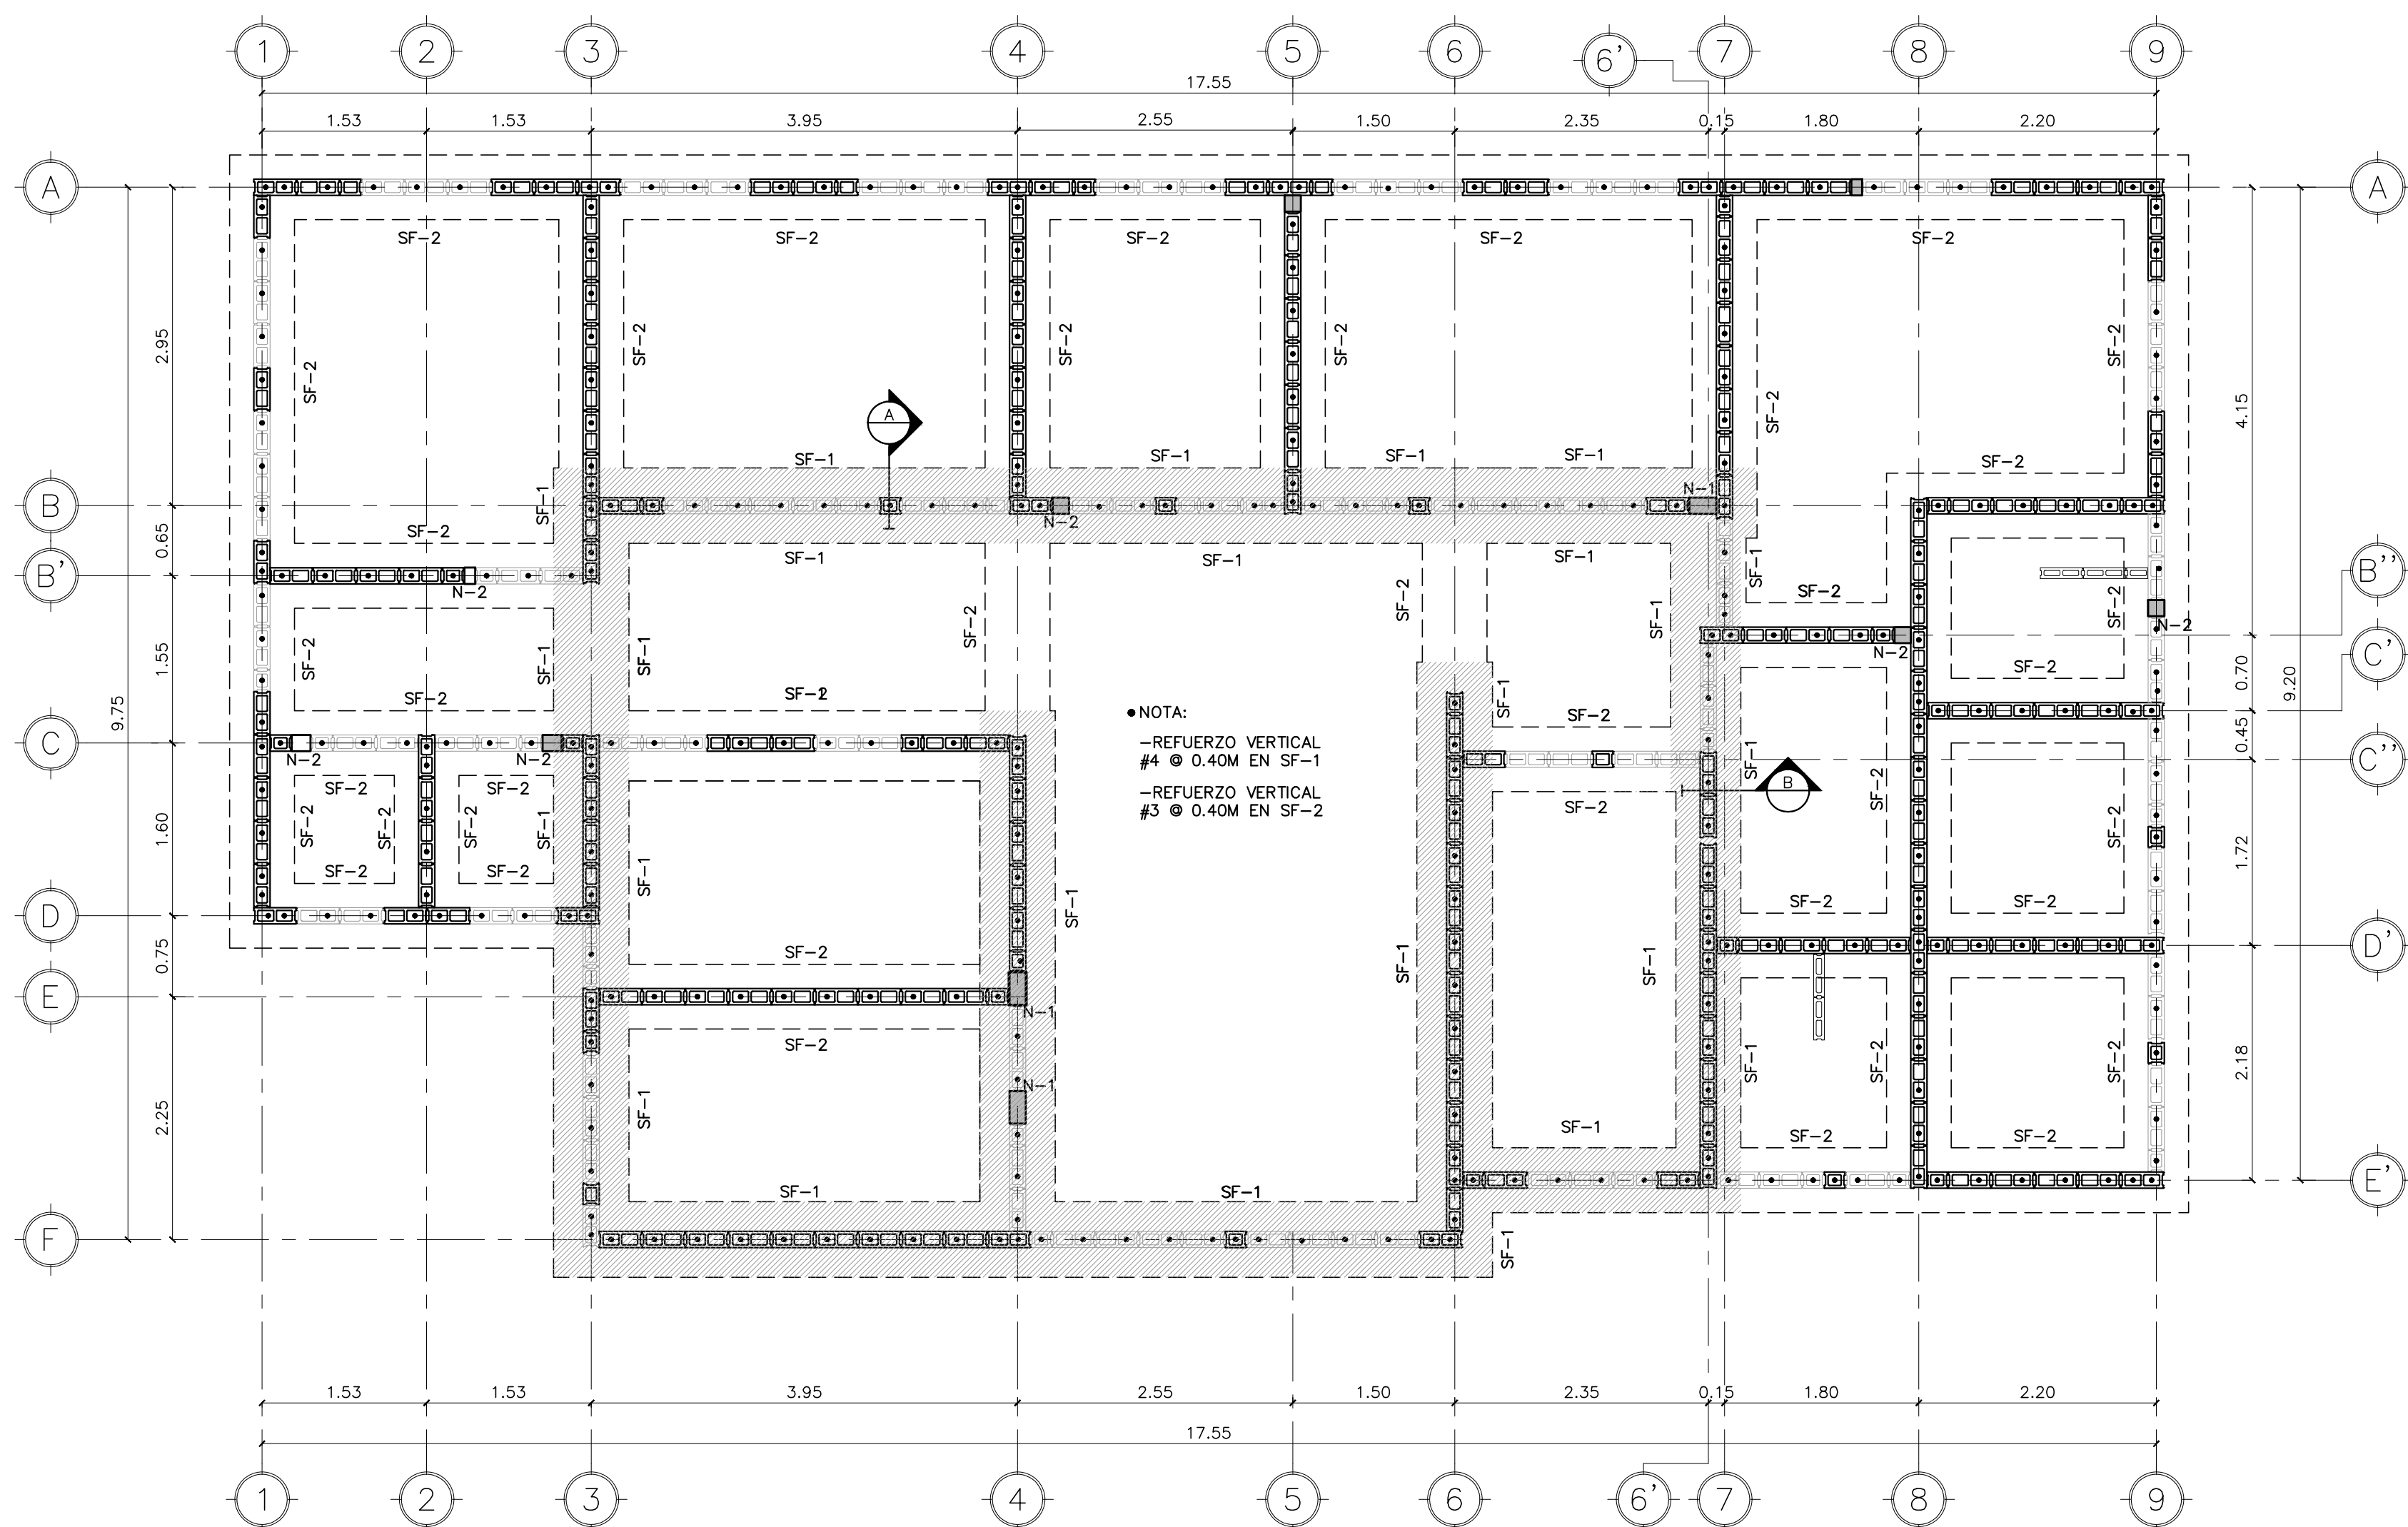 1 2 3 4 5 6 6' 7 8 9
17.55
1.53 1.53 3.95 2.55 1.50 2.35 0.15 1.80 2.20
A A
SF-2 SF-2 SF-2 SF-2 SF-2
2.95
SF-2 SF-2 SF-2 SF-2 SF-2 SF-2
4.15
A
SF-1 SF-1 SF-1 SF-1 SF-2
N-1
B
SF-1
N-2
SF-2
0.65
SF-1 SF-1 SF-1
SF-1
B' B''
N-2
SF-2
SF-2
SF-2
SF-2
SF-1
N-2
1.55
SF-2
SF-1
SF-1
SF-2
N-2
SF-2
C'
0.70
9.75
9.20
SF-2 SF-2
SF-1
SF-2
●NOTA:
-REFUERZO VERTICAL
#4 @ 0.40M EN SF-1
-REFUERZO VERTICAL
#3 @ 0.40M EN SF-2
C
0.45
C''
N-2 N-2
SF-1
B
SF-2 SF-2
SF-2
SF-2
1.60
SF-2 SF-2 SF-2 SF-1
SF-2
1.72
SF-2 SF-2
SF-1
SF-1
SF-2 SF-2
D
D'
0.75
SF-2
SF-1 SF-1
E
N-1
SF-2
SF-1 SF-2 SF-2
2.18
N-1
2.25
SF-1
SF-1
SF-2 SF-2
SF-1 SF-1
E'
F
SF-1
1.53 1.53 3.95 2.55 1.50 2.35 0.15 1.80 2.20
17.55
1 2 3 4 5 6 6' 7 8 9